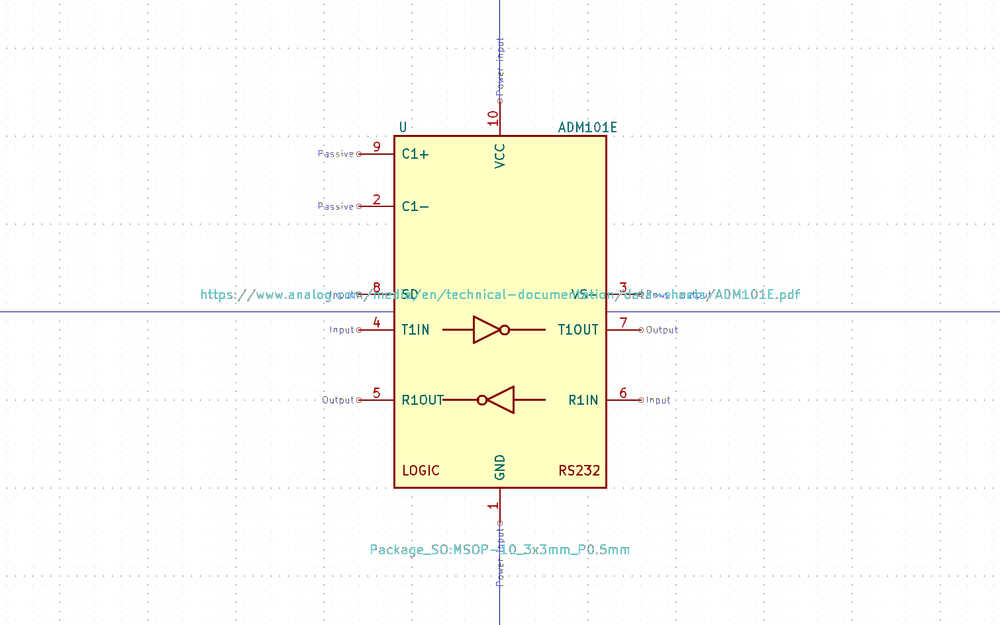 Power input
10
U
ADM101E
VCC
Passive
9
C1+
Passive
2
C1-
8
SD
VS-
3
https://www.analog.com/media/en/technical-documentation/data-sheets/ADM101E.pdf
Input
4
T1IN
T1OUT
7
Output
Output
5
R1OUT
R1IN
6
Input
LOGIC
GND
RS232
1
Package_SO:MSOP-10_3x3mm_P0.5mm
Power input